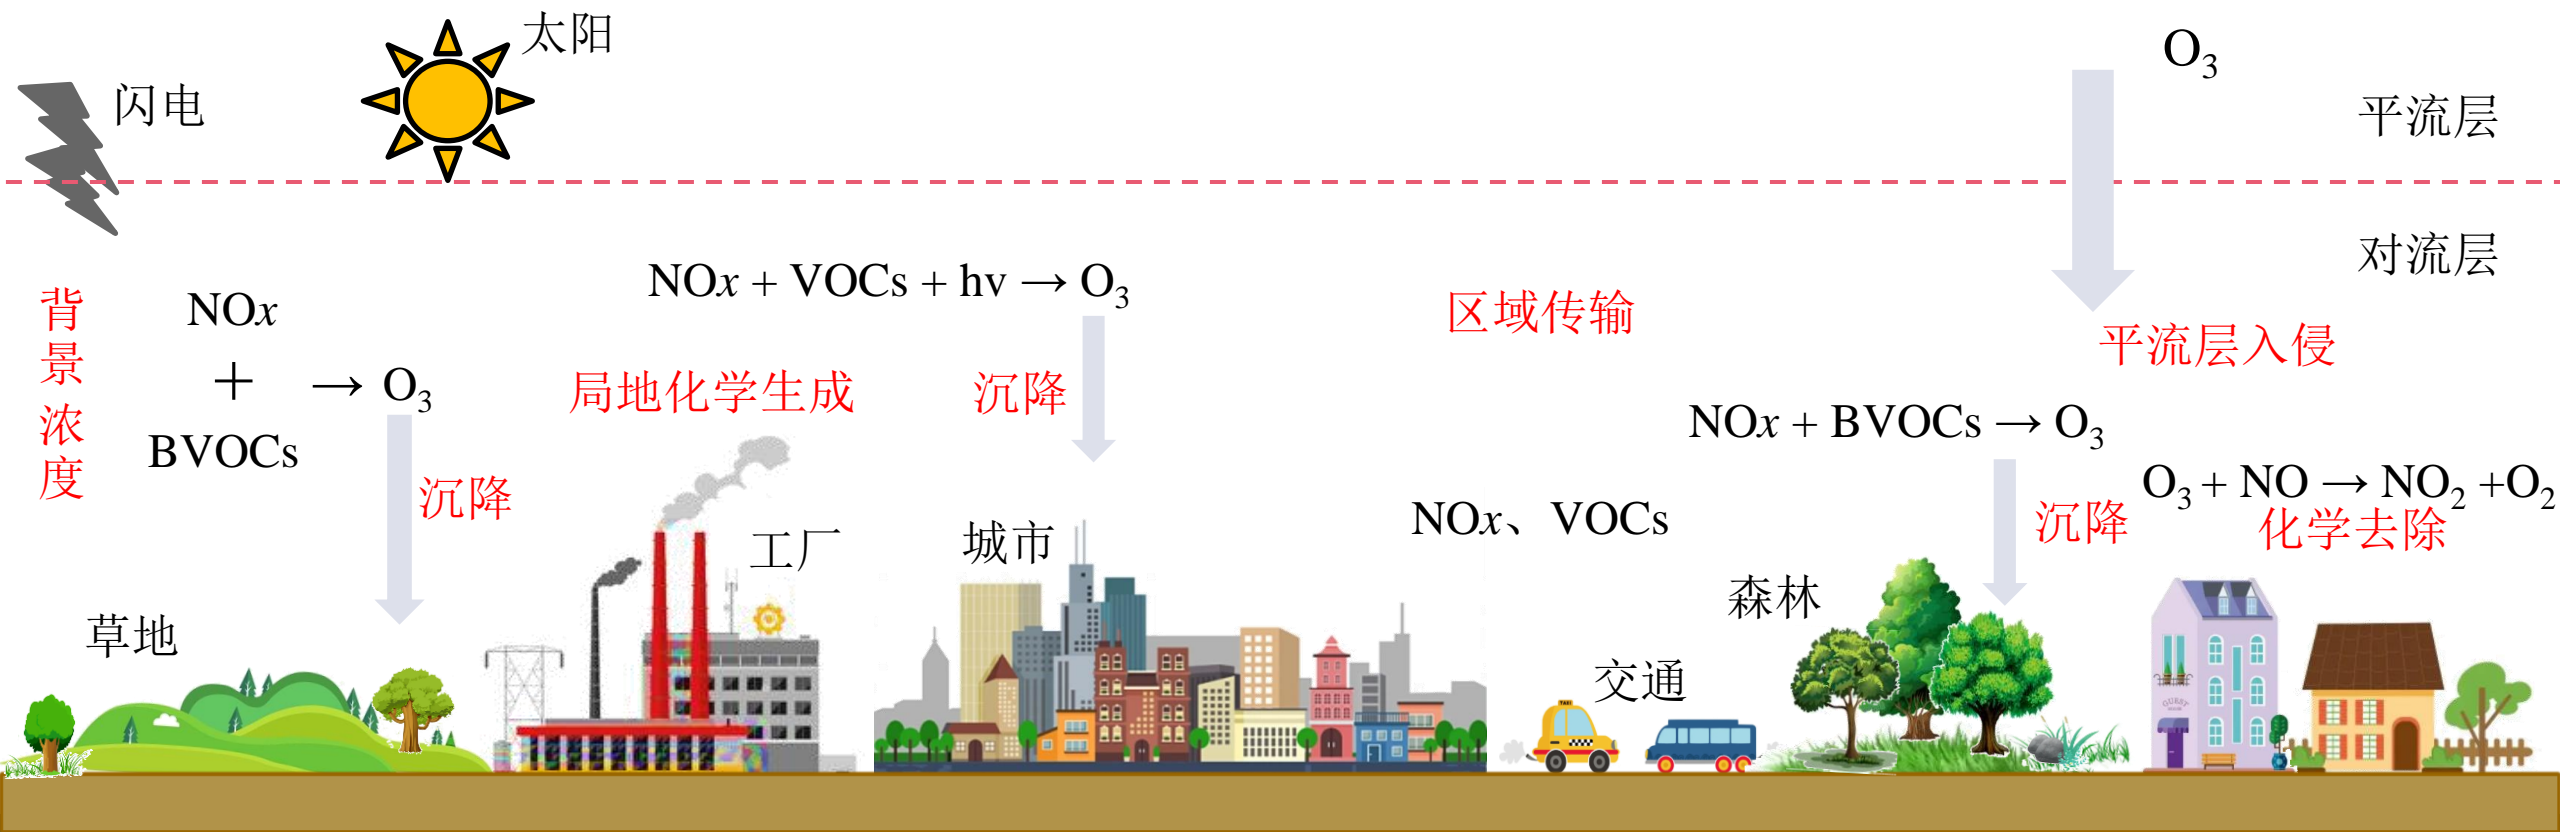 太阳
闪电
O₃
平流层
对流层
背景浓度
NOx
+
BVOCs
→ O₃
沉降
草地
NOx + VOCs + hv → O₃
局地化学生成
沉降
工厂
城市
区域传输
NOx、VOCs
交通
平流层入侵
NOx + BVOCs → O₃
沉降
森林
O₃ + NO → NO₂ +O₂
化学去除
TAXI
GUEST